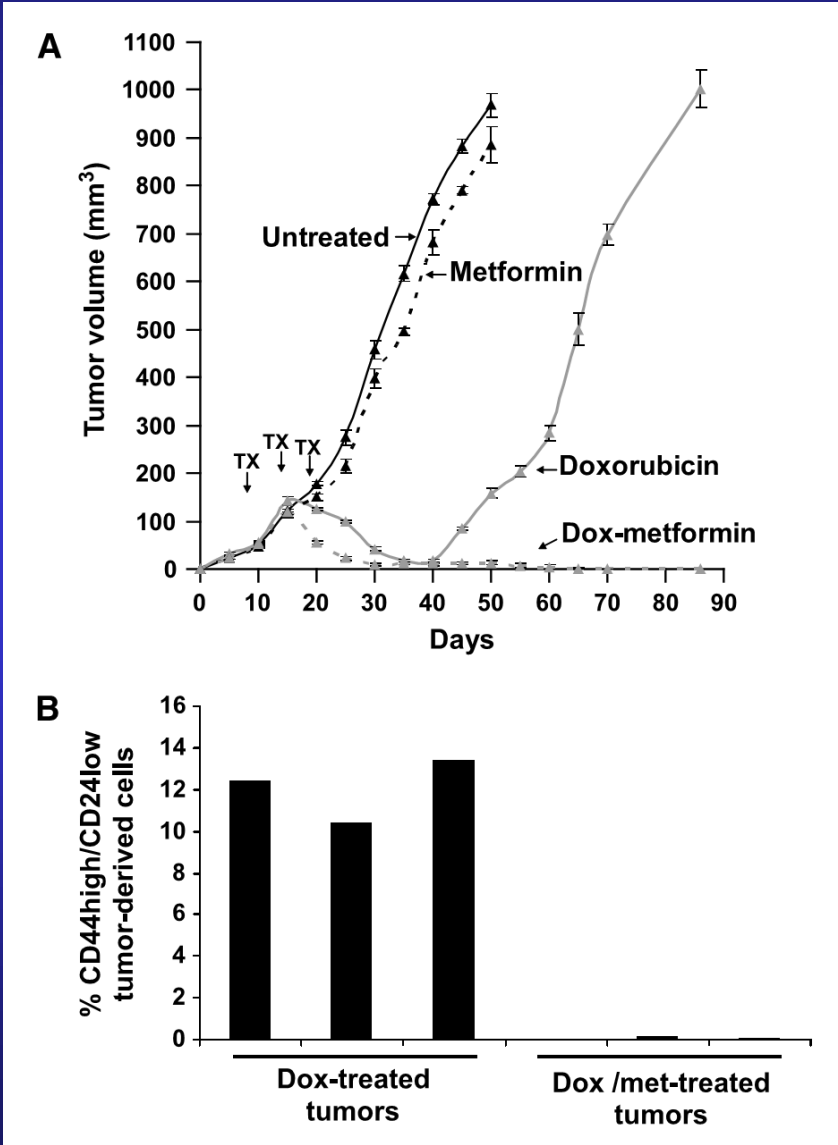 A
1100
1000
900
800
700
600
500
400
300
200
100
0
Tumor volume (mm³)
Untreated
Metformin
TX
TX
TX
Doxorubicin
Dox-metformin
0 10 20 30 40 50 60 70 80 90
Days
B
16
14
12
10
8
6
4
2
0
% CD44high/CD24low
tumor-derived cells
Dox-treated
tumors
Dox /met-treated
tumors